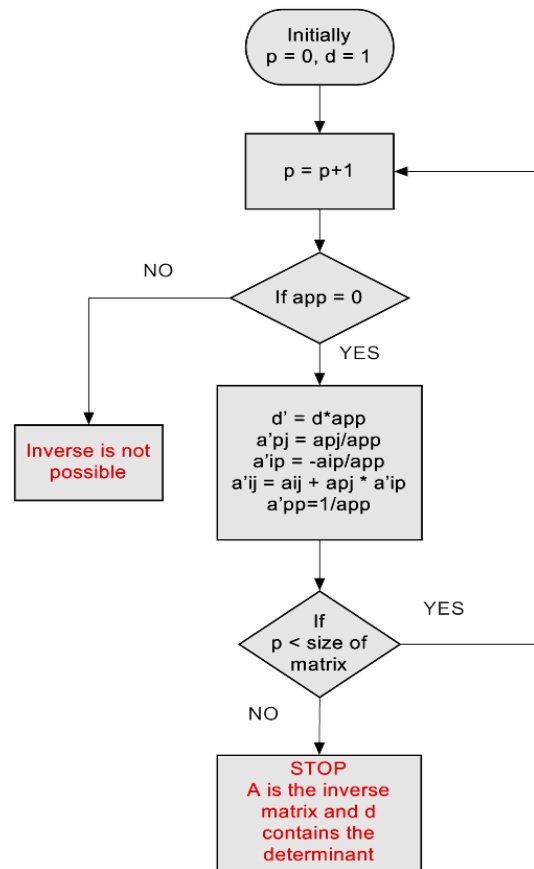 Initially
p = 0, d = 1
p = p+1
NO
If app = 0
YES
Inverse is not
possible
d' = d*app
a'pj = apj/app
a'ip = -aip/app
a'ij = aij + apj * a'ip
a'pp=1/app
If
p < size of
matrix
YES
NO
STOP
A is the inverse
matrix and d
contains the
determinant